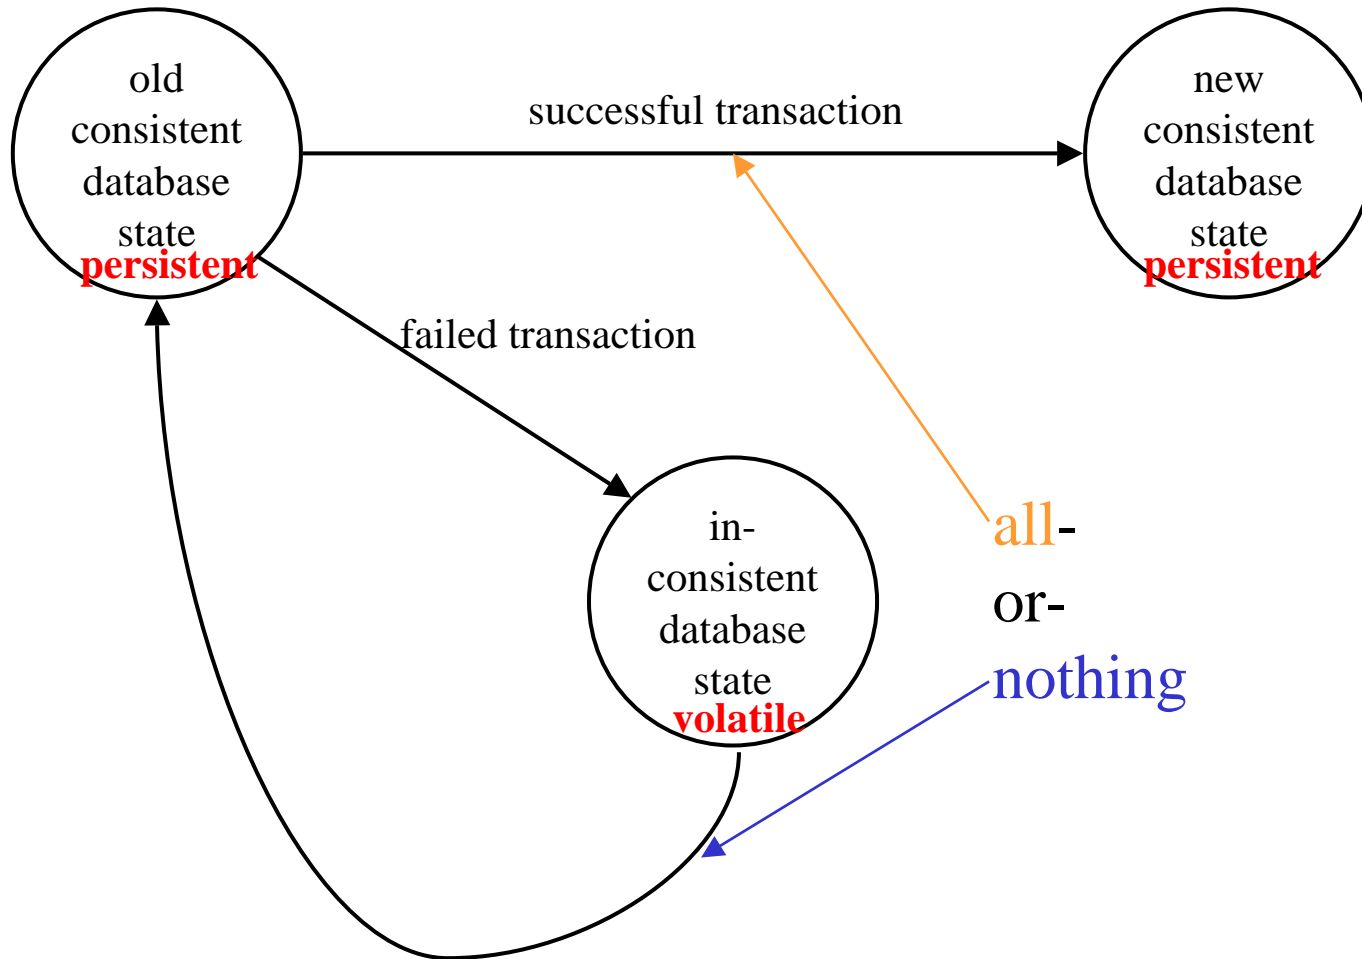 old
consistent
database
state
persistent
successful transaction
new
consistent
database
state
persistent
failed transaction
in-
consistent
database
state
volatile
all-
or-
nothing